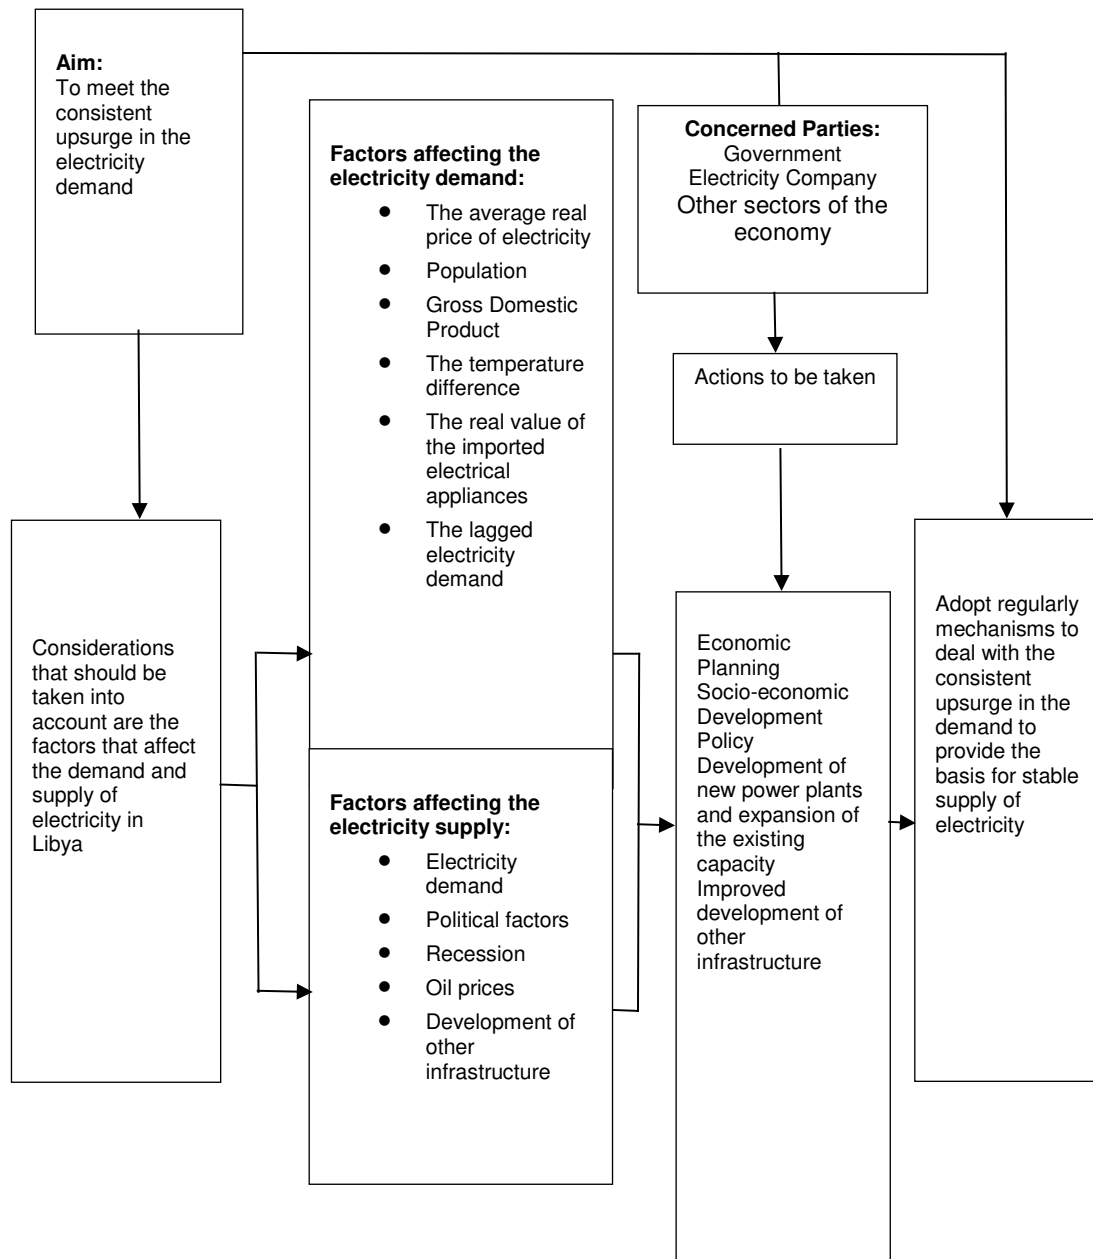 Aim:
To meet the
consistent
upsurge in the
electricity
demand
Factors affecting the
electricity demand:
● The average real
price of electricity
● Population
● Gross Domestic
Product
● The temperature
difference
● The real value of
the imported
electrical
appliances
● The lagged
electricity
demand
Concerned Parties:
Government
Electricity Company
Other sectors of the
economy
Actions to be taken
Considerations
that should be
taken into
account are the
factors that affect
the demand and
supply of
electricity in
Libya
Factors affecting the
electricity supply:
● Electricity
demand
● Political factors
● Recession
● Oil prices
● Development of
other
infrastructure
Economic
Planning
Socio-economic
Development
Policy
Development of
new power plants
and expansion of
the existing
capacity
Improved
development of
other
infrastructure
Adopt regularly
mechanisms to
deal with the
consistent
upsurge in the
demand to
provide the
basis for stable
supply of
electricity